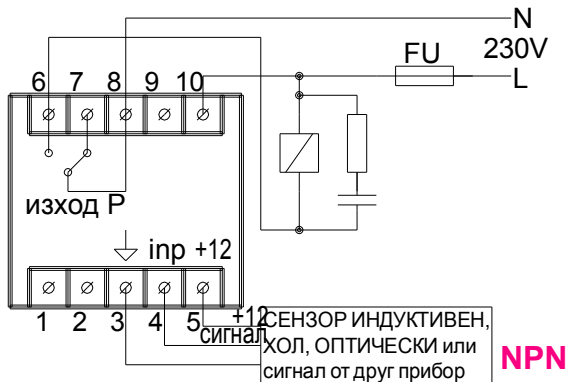 N
230V
FU
L
6 7 8 9 10
изход P
inp +12
1 2 3 4 5
+12
сигнал
СЕНЗОР ИНДУКТИВЕН,
ХОЛ, ОПТИЧЕСКИ или
сигнал от друг прибор
NPN